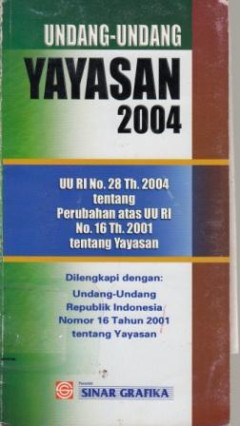 UNDANG-UNDANG
YAYASAN
2004
UU RI No. 28 Th. 2004
tentang
Perubahan atas UU RI
No. 16 Th. 2001
tentang Yayasan
Dilengkapi dengan:
Undang-Undang
Republik Indonesia
Nomor 16 Tahun 2001
tentang Yayasan
Penerbit
SINAR GRAFIKA